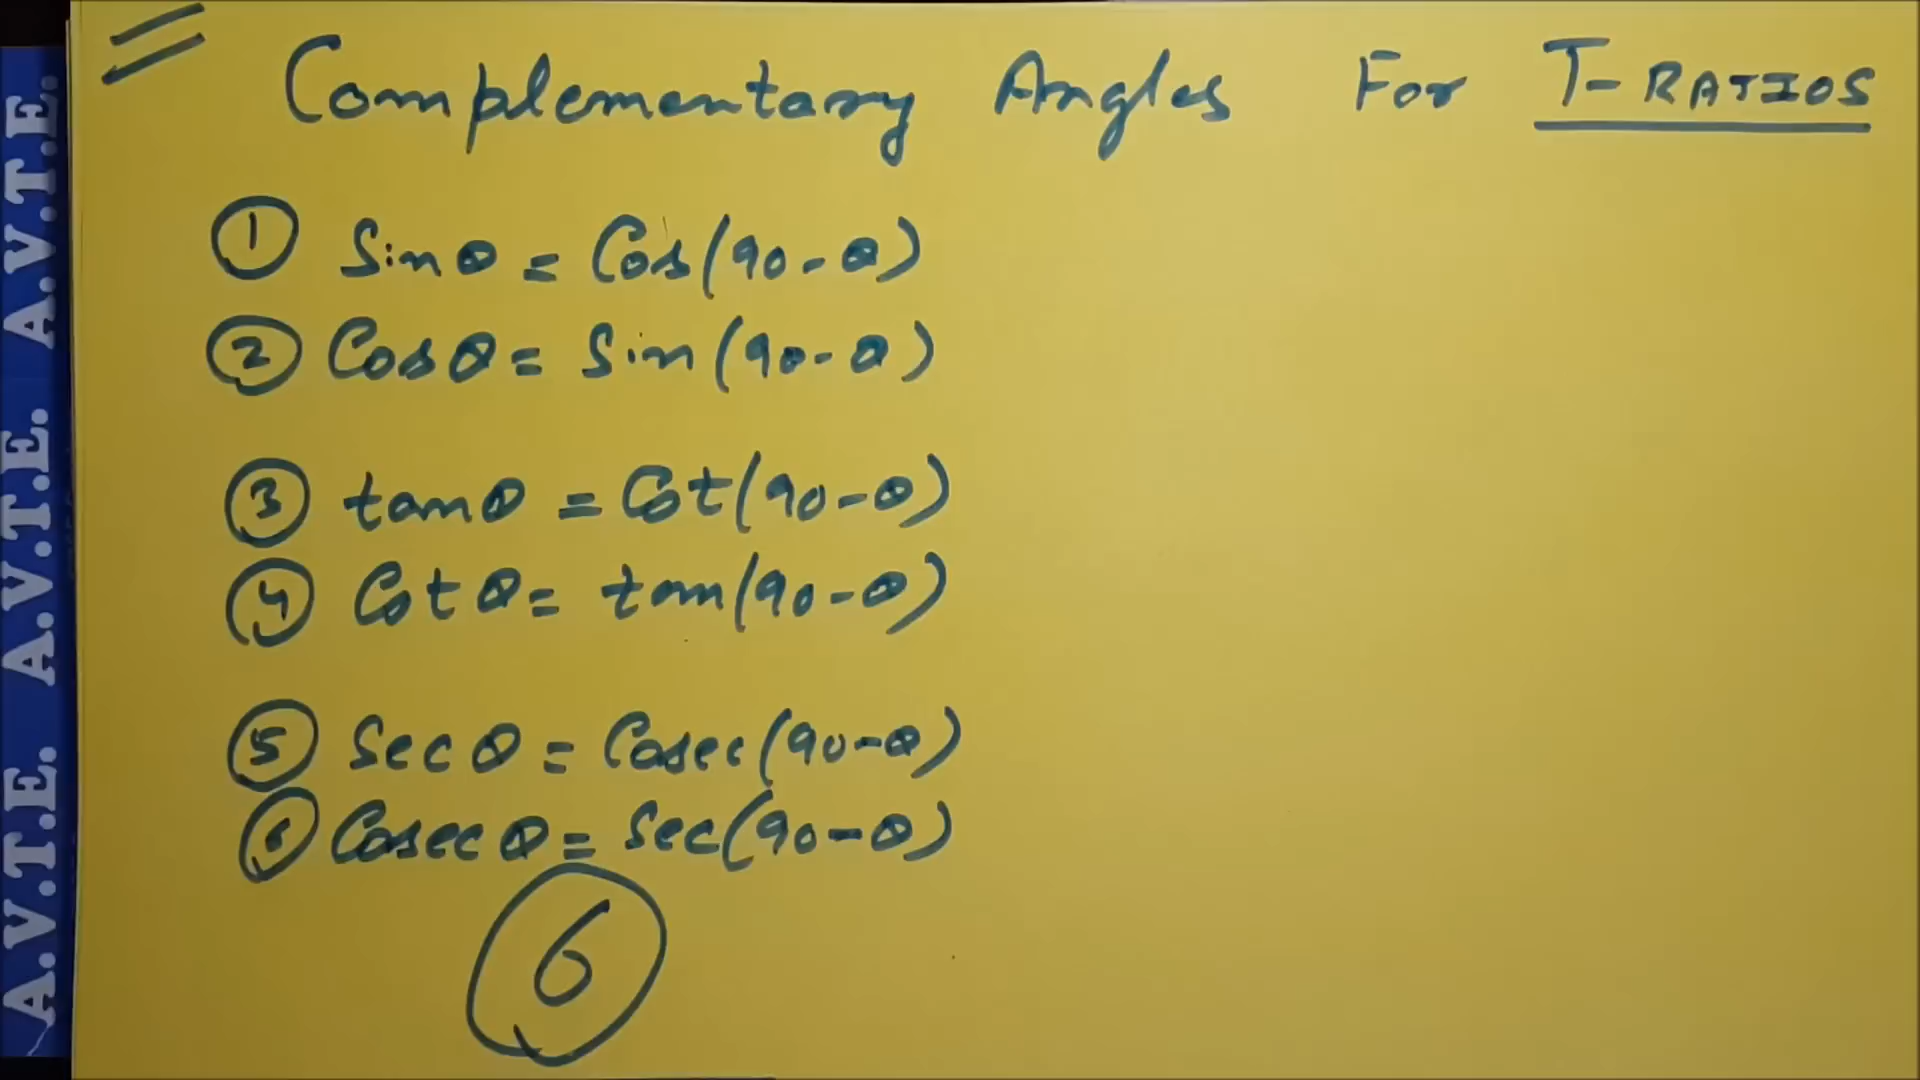 Complementary Angles For T-RATIOS
① Sinθ = Cos(90-θ)
② Cosθ = Sin(90-θ)
③ tanθ = Cot(90-θ)
④ Cotθ = tan(90-θ)
⑤ Secθ = Cosec(90-θ)
⑥ Cosecθ = Sec(90-θ)
6
A.V.T.E. A.V.T.E. A.V.T.E. A.V.T.E.